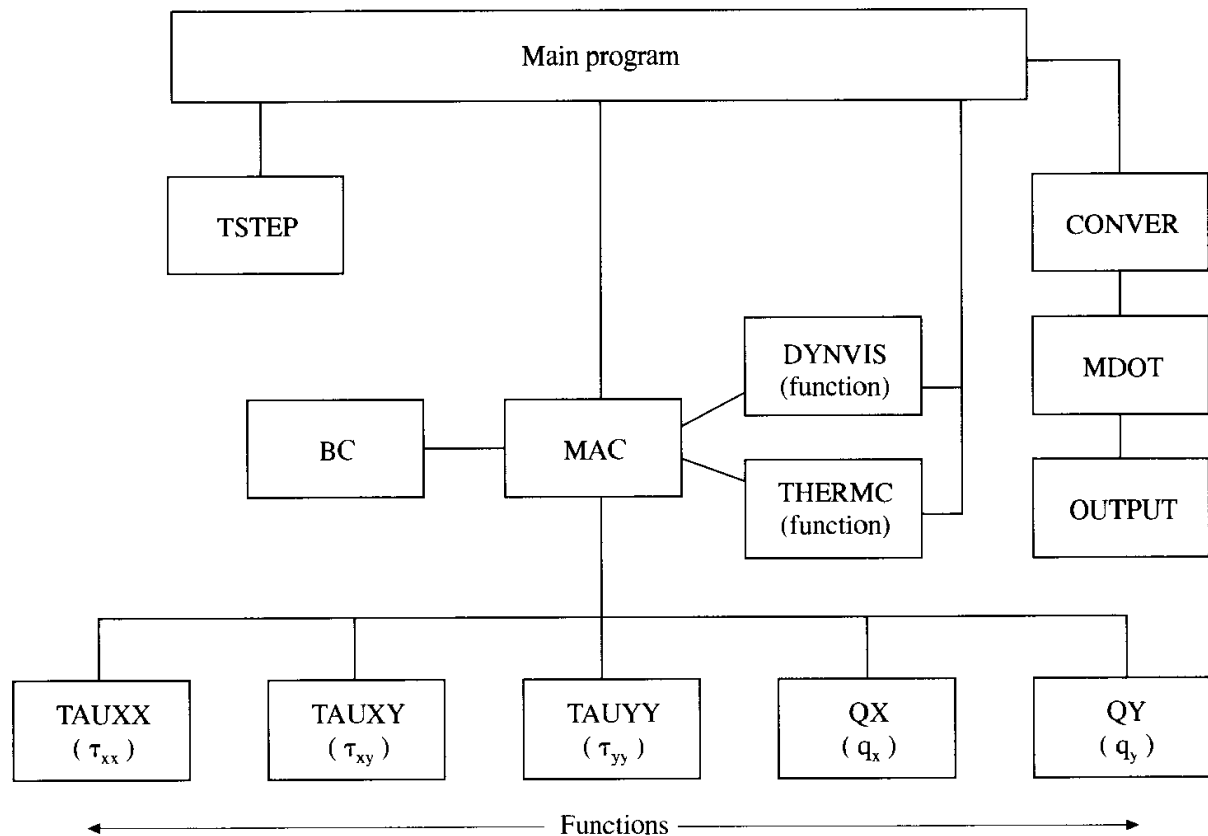 Main program
TSTEP
CONVER
DYNVIS
(function)
MDOT
BC
MAC
THERMC
(function)
OUTPUT
TAUXX
( τxx )
TAUXY
( τxy )
TAUYY
( τyy )
QX
( qx )
QY
( qy )
Functions